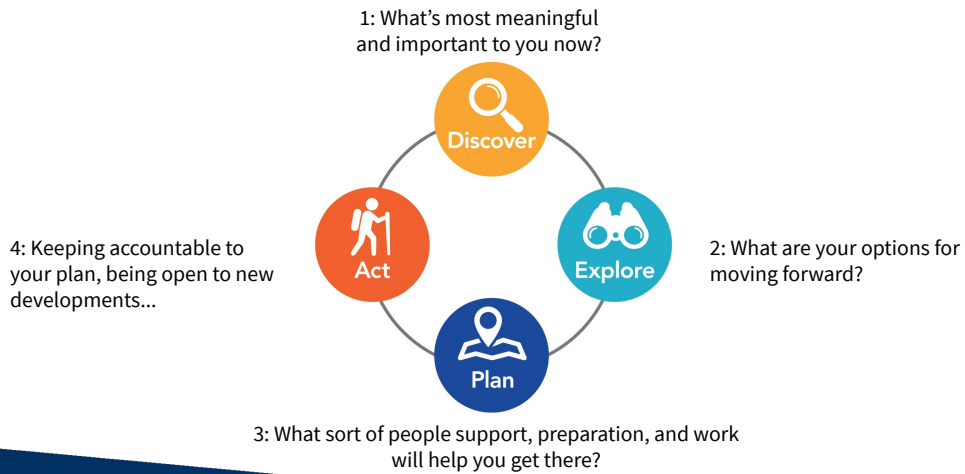 1: What’s most meaningful
and important to you now?
Discover
Explore
2: What are your options for
moving forward?
Plan
3: What sort of people support, preparation, and work
will help you get there?
Act
4: Keeping accountable to
your plan, being open to new
developments...